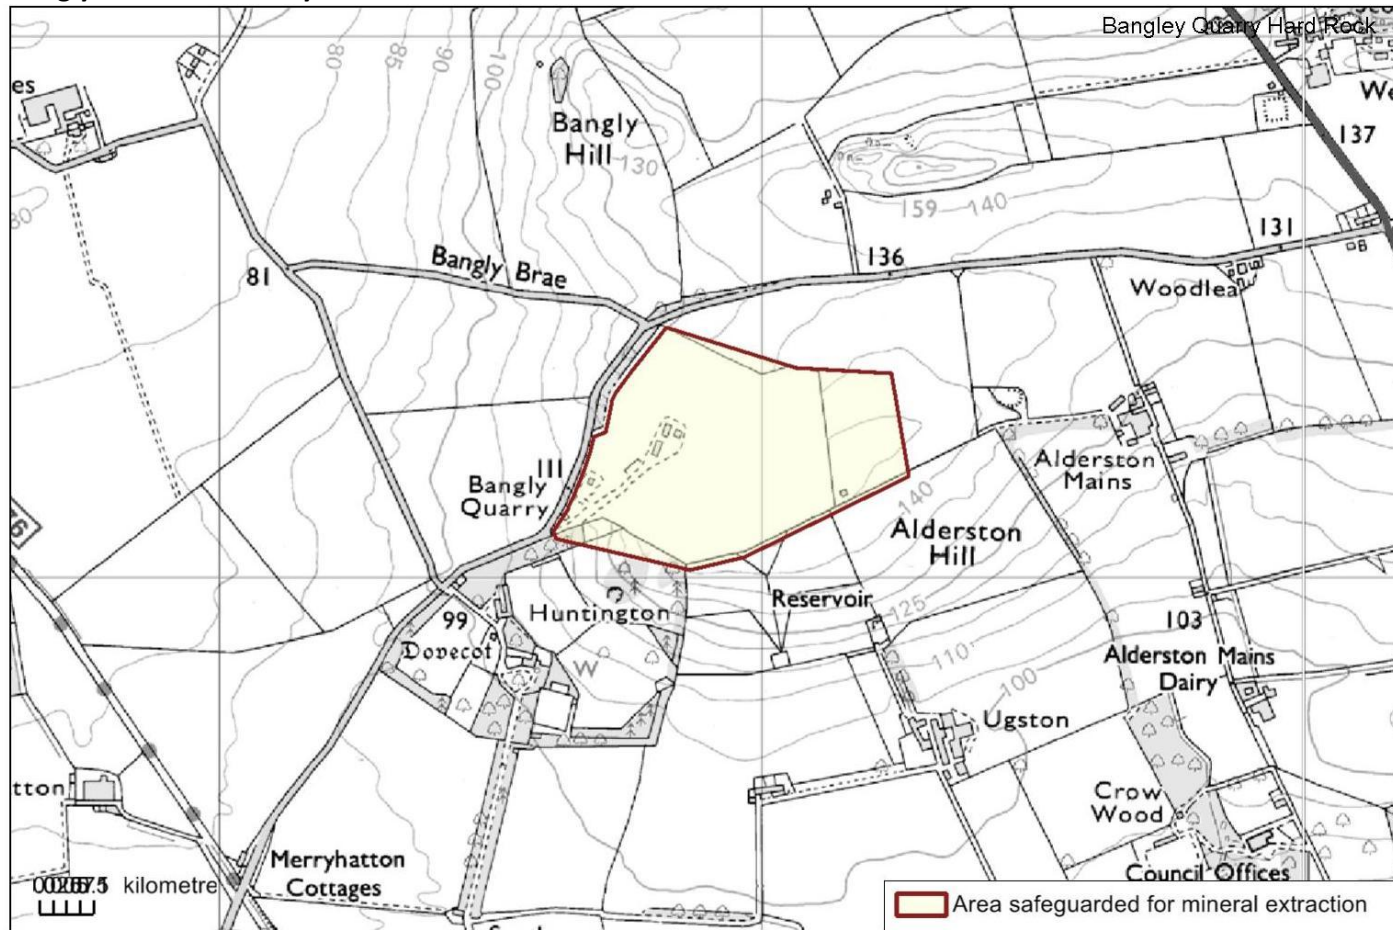 Bangley Quarry Hard Rock
es
80
85
90
100
Bangly
Hill
130
We
137
159
140
131
136
81
Bangly Brae
Woodlea
111
Bangly
Quarry
Alderston
Mains
140
Alderston
Hill
Reservoir
125
Huntington
99
Dovecot
W
103
110
Alderston Mains
Dairy
100
Ugston
tton
Crow
Wood
Merryhatton
Cottages
Council Offices
kilometre
Area safeguarded for mineral extraction